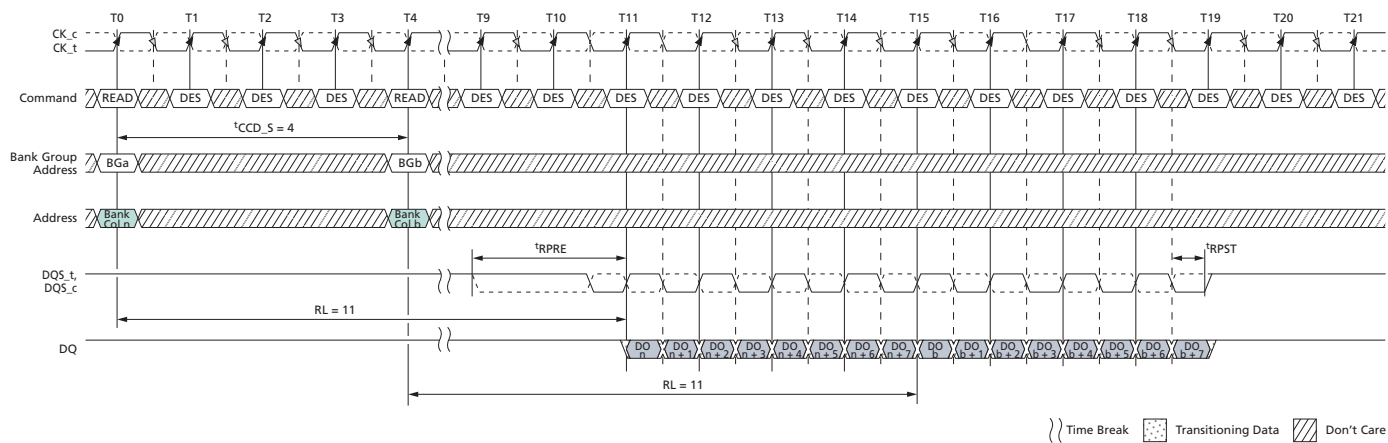 T0 T1 T2 T3 T4 T9 T10 T11 T12 T13 T14 T15 T16 T17 T18 T19 T20 T21
CK_c
CK_t
Command READ DES DES DES READ DES DES DES DES DES DES DES DES DES DES DES DES DES
tCCD_S = 4
Bank Group
Address
BGa BGb
Address
Bank
Col n
Bank
Col b
tRPRE tRPST
DQS_t,
DQS_c
RL = 11
DQ
DO
n
DO
n + 1
DO
n + 2
DO
n + 3
DO
n + 4
DO
n + 5
DO
n + 6
DO
n + 7
DO
b
DO
b + 1
DO
b + 2
DO
b + 3
DO
b + 4
DO
b + 5
DO
b + 6
DO
b + 7
RL = 11
Time Break Transitioning Data Don't Care